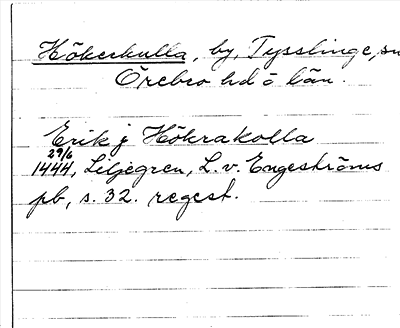 Hökerkulla, by, Tysslinge, sn
Örebro hd o län.
Erik j Hökrakolla
29/6
1444, Liljegren, L. v. Engeströms
pb, s. 32. regest.